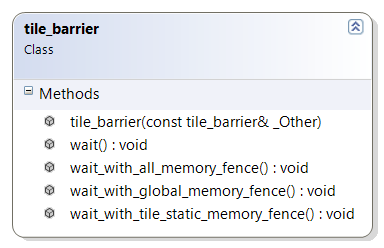 tile_barrier
Class
Methods
tile_barrier(const tile_barrier& _Other)
wait() : void
wait_with_all_memory_fence() : void
wait_with_global_memory_fence() : void
wait_with_tile_static_memory_fence() : void